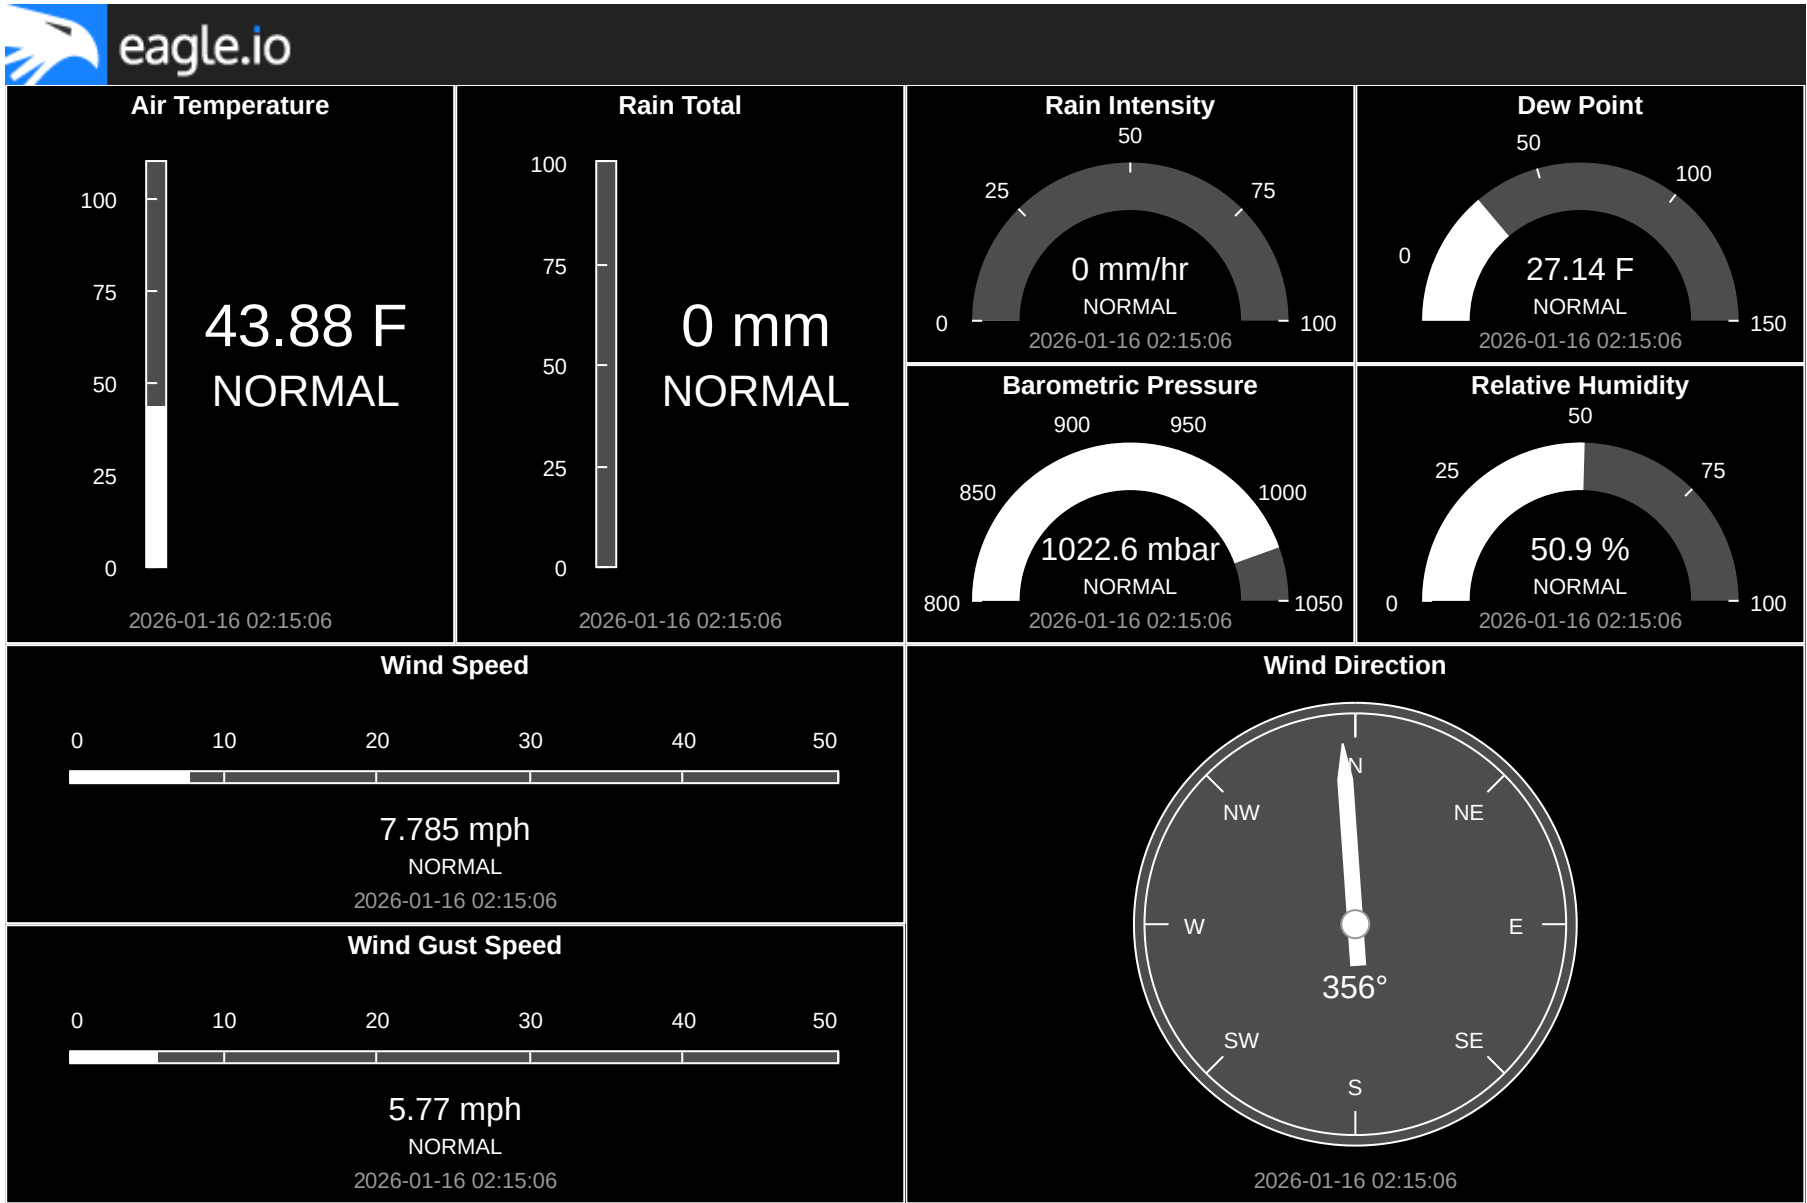 eagle.io
Air Temperature
100
75
50
25
0
43.88 F
NORMAL
2026-01-16 02:15:06
Rain Total
100
75
50
25
0
0 mm
NORMAL
2026-01-16 02:15:06
Rain Intensity
0
25
50
75
100
0 mm/hr
NORMAL
2026-01-16 02:15:06
Dew Point
0
50
100
150
27.14 F
NORMAL
2026-01-16 02:15:06
Barometric Pressure
800
850
900
950
1000
1050
1022.6 mbar
NORMAL
2026-01-16 02:15:06
Relative Humidity
0
25
50
75
100
50.9 %
NORMAL
2026-01-16 02:15:06
Wind Speed
0 10 20 30 40 50
7.785 mph
NORMAL
2026-01-16 02:15:06
Wind Gust Speed
0 10 20 30 40 50
5.77 mph
NORMAL
2026-01-16 02:15:06
Wind Direction
N
NW NE
W E
356°
SW SE
S
2026-01-16 02:15:06